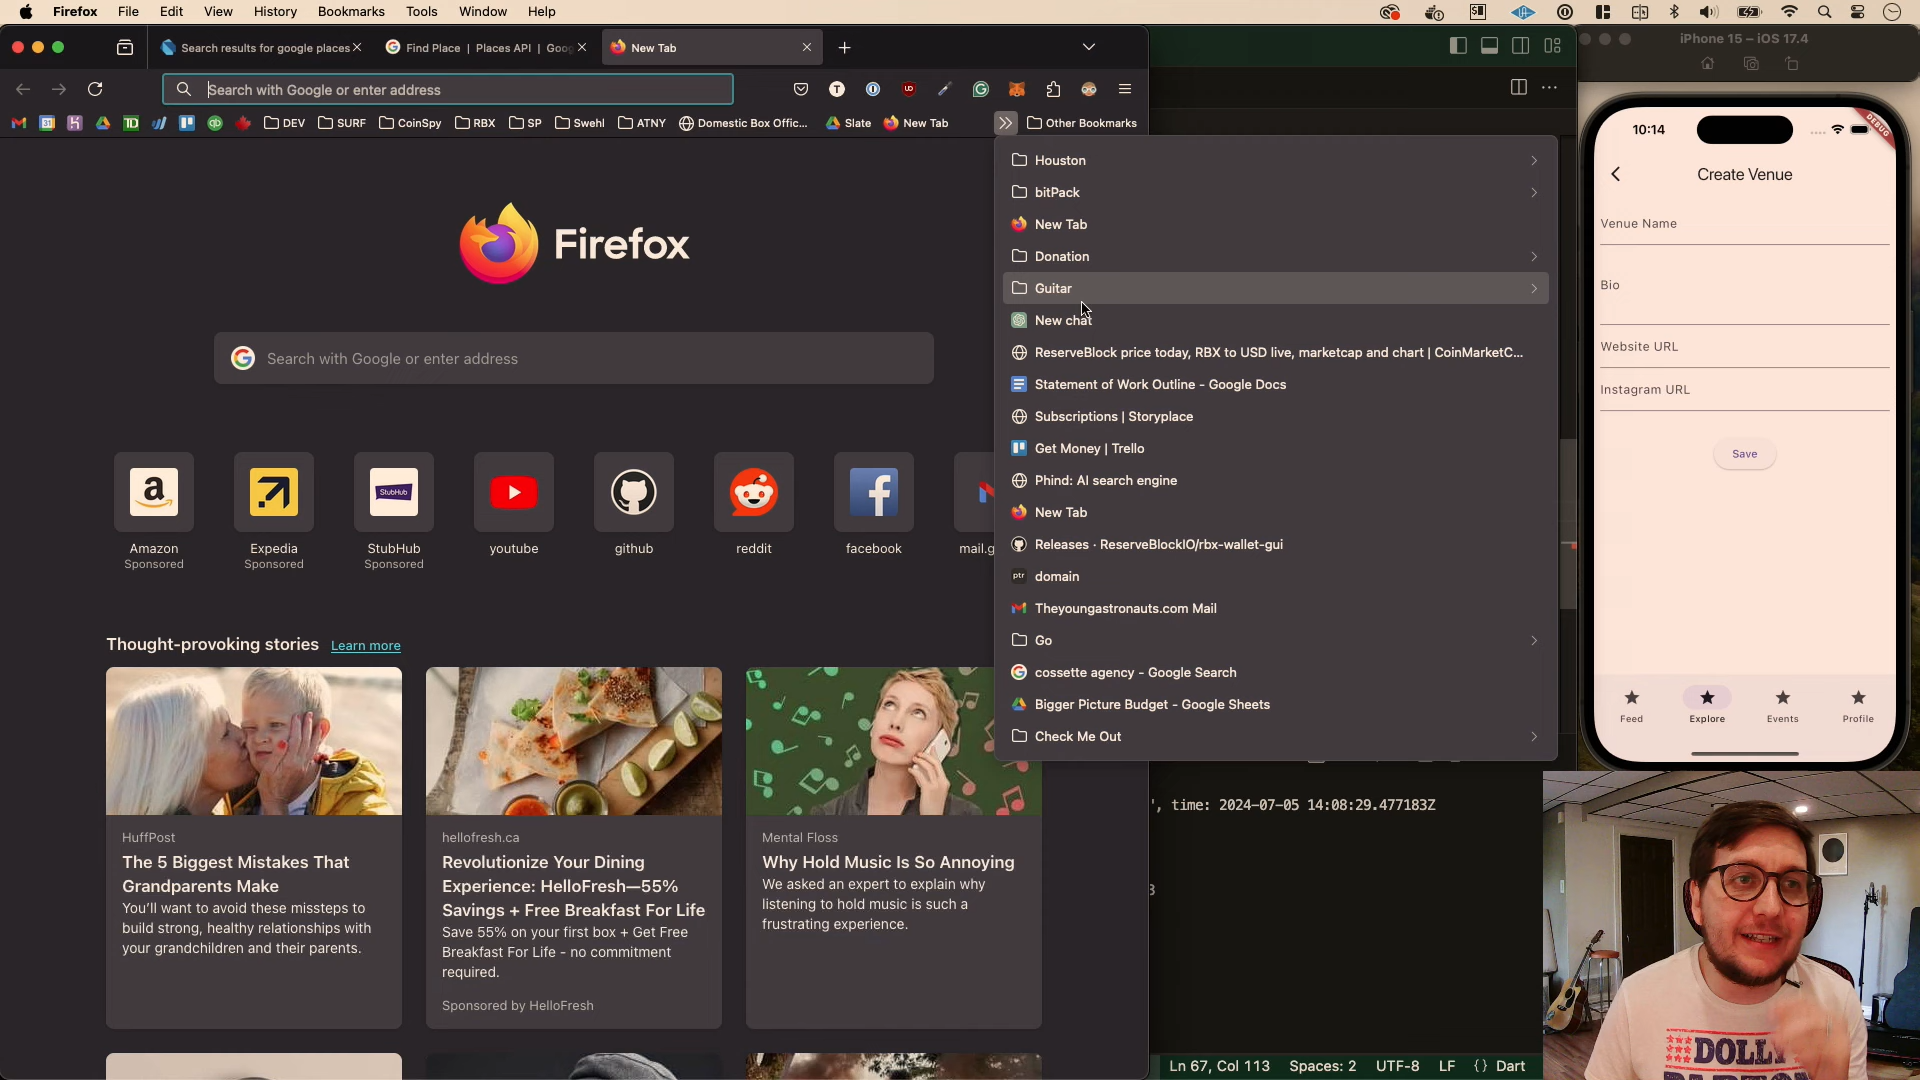 Firefox File Edit View History Bookmarks Tools Window Help
Search results for google places
Find Place | Places API | Goog
New Tab
iPhone 15 – iOS 17.4
Search with Google or enter address
DEV SURF CoinSpy RBX SP Swehl ATNY Domestic Box Offic... Slate New Tab
Other Bookmarks
Firefox
Search with Google or enter address
Amazon
Sponsored
Expedia
Sponsored
StubHub
StubHub
Sponsored
youtube
github
reddit
facebook
mail.g
Thought-provoking stories Learn more
HuffPost
The 5 Biggest Mistakes That
Grandparents Make
You’ll want to avoid these missteps to
build strong, healthy relationships with
your grandchildren and their parents.
hellofresh.ca
Revolutionize Your Dining
Experience: HelloFresh—55%
Savings + Free Breakfast For Life
Save 55% on your first box + Get Free
Breakfast For Life - no commitment
required.
Sponsored by HelloFresh
Mental Floss
Why Hold Music Is So Annoying
We asked an expert to explain why
listening to hold music is such a
frustrating experience.
Houston
bitPack
New Tab
Donation
Guitar
New chat
ReserveBlock price today, RBX to USD live, marketcap and chart | CoinMarketC...
Statement of Work Outline - Google Docs
Subscriptions | Storyplace
Get Money | Trello
Phind: AI search engine
New Tab
Releases · ReserveBlockIO/rbx-wallet-gui
ptr domain
Theyoungastronauts.com Mail
Go
cossette agency - Google Search
Bigger Picture Budget - Google Sheets
Check Me Out
', time: 2024-07-05 14:08:29.477183Z
Ln 67, Col 113 Spaces: 2 UTF-8 LF {} Dart
10:14
DEBUG
Create Venue
Venue Name
Bio
Website URL
Instagram URL
Save
Feed Explore Events Profile
DOLLY